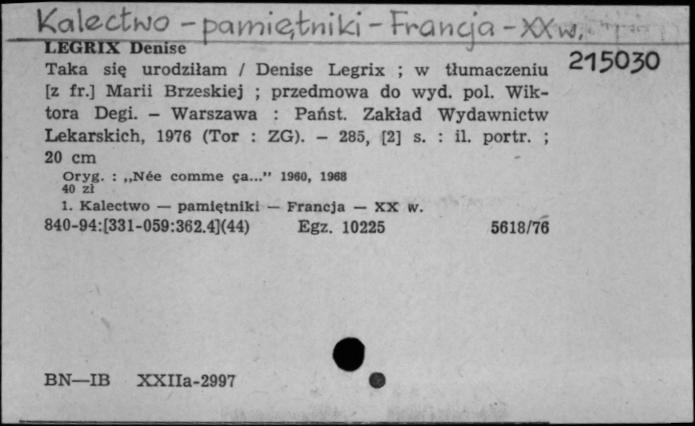 Kalectwo - pamiętniki - Francja - XX w.
LEGRIX Denise
215030
Taka się urodziłam / Denise Legrix ; w tłumaczeniu
[z fr.] Marii Brzeskiej ; przedmowa do wyd. pol. Wik-
tora Degi. — Warszawa : Państ. Zakład Wydawnictw
Lekarskich, 1976 (Tor : ZG). — 285, [2] s. : il. portr. ;
20 cm
Oryg. : „Née comme ça...” 1960, 1968
40 zł
1. Kalectwo — pamiętniki — Francja — XX w.
840-94:[331-059:362.4](44) Egz. 10225 5618/76
BN—IB XXIIa-2997